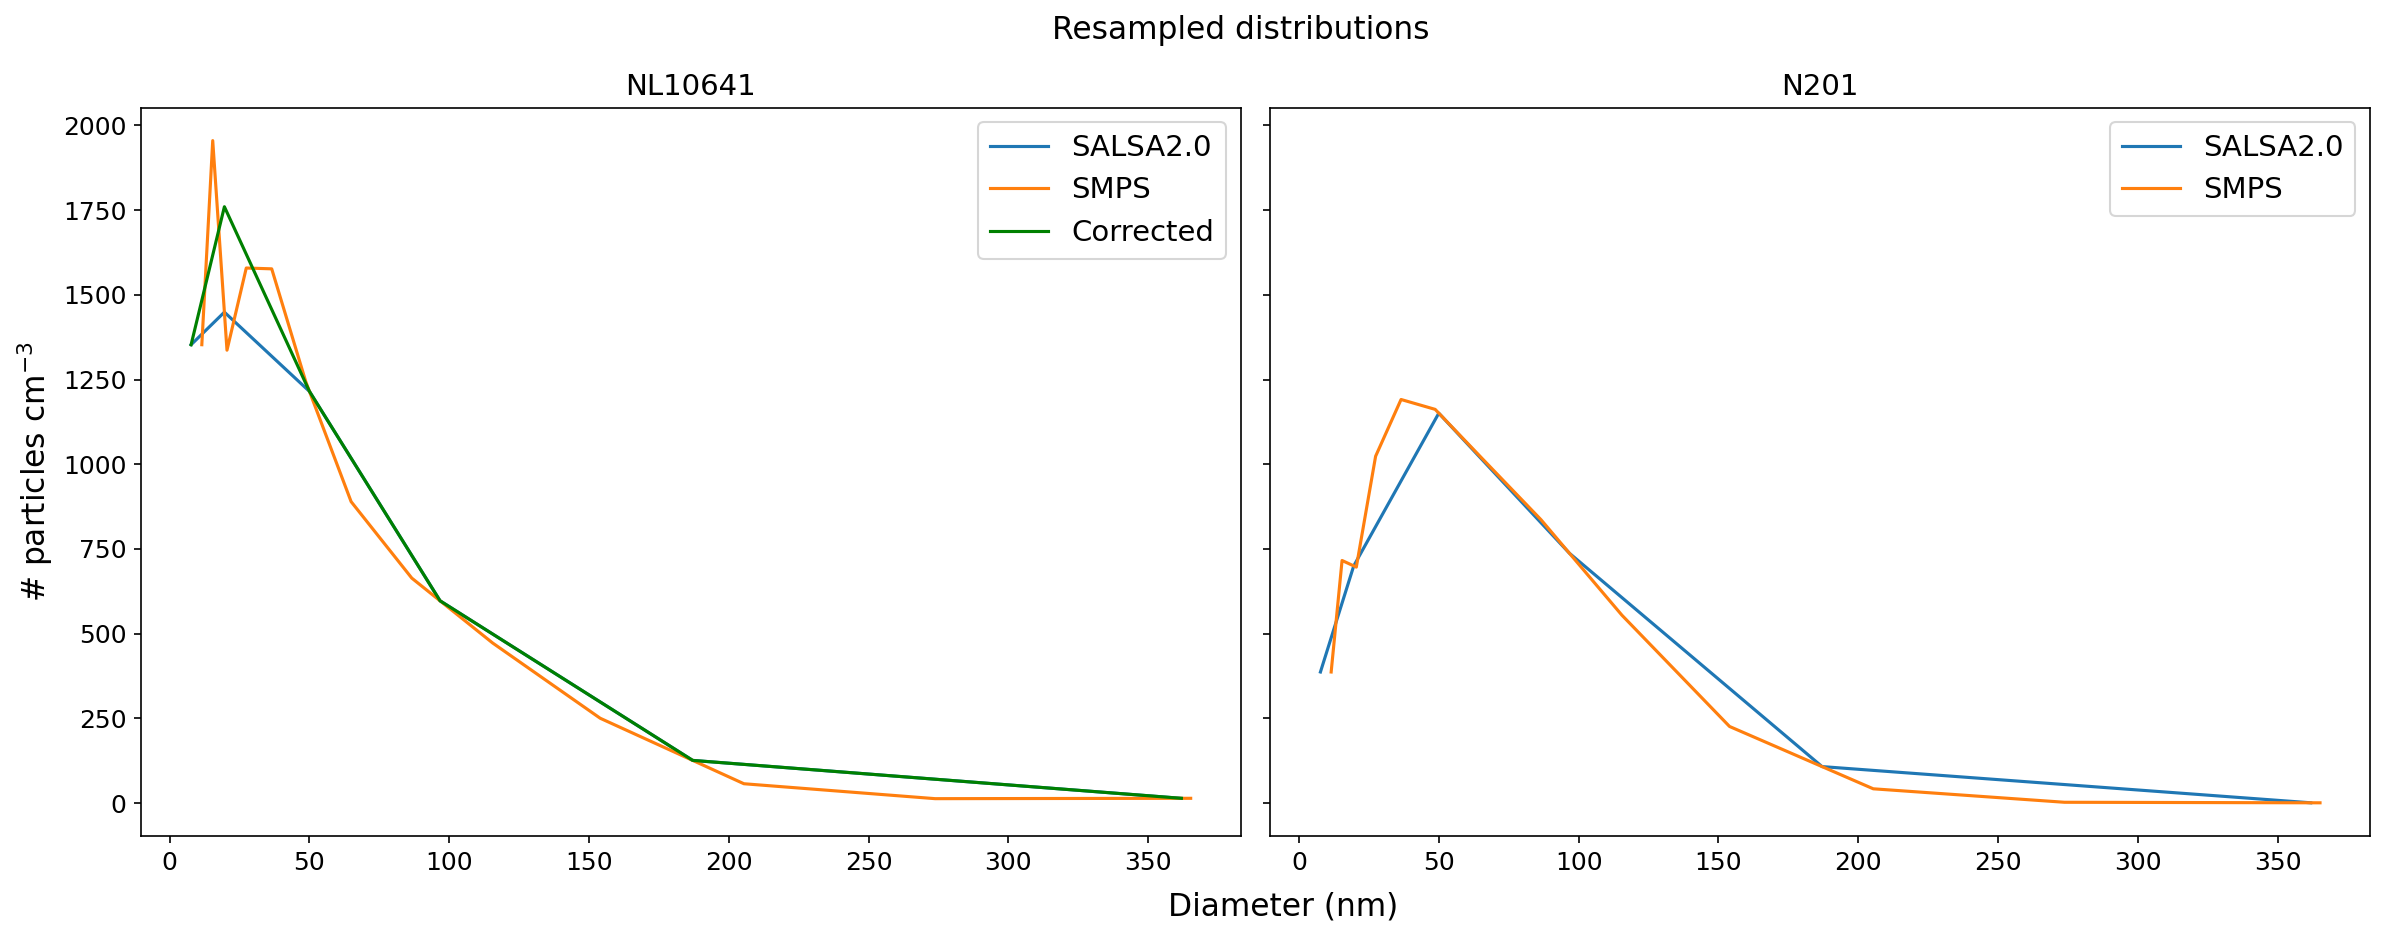 Resampled distributions
NL10641
N201
# particles cm⁻³
2000
1750
1500
1250
1000
750
500
250
0
SALSA2.0
SMPS
Corrected
SALSA2.0
SMPS
0 50 100 150 200 250 300 350
0 50 100 150 200 250 300 350
Diameter (nm)